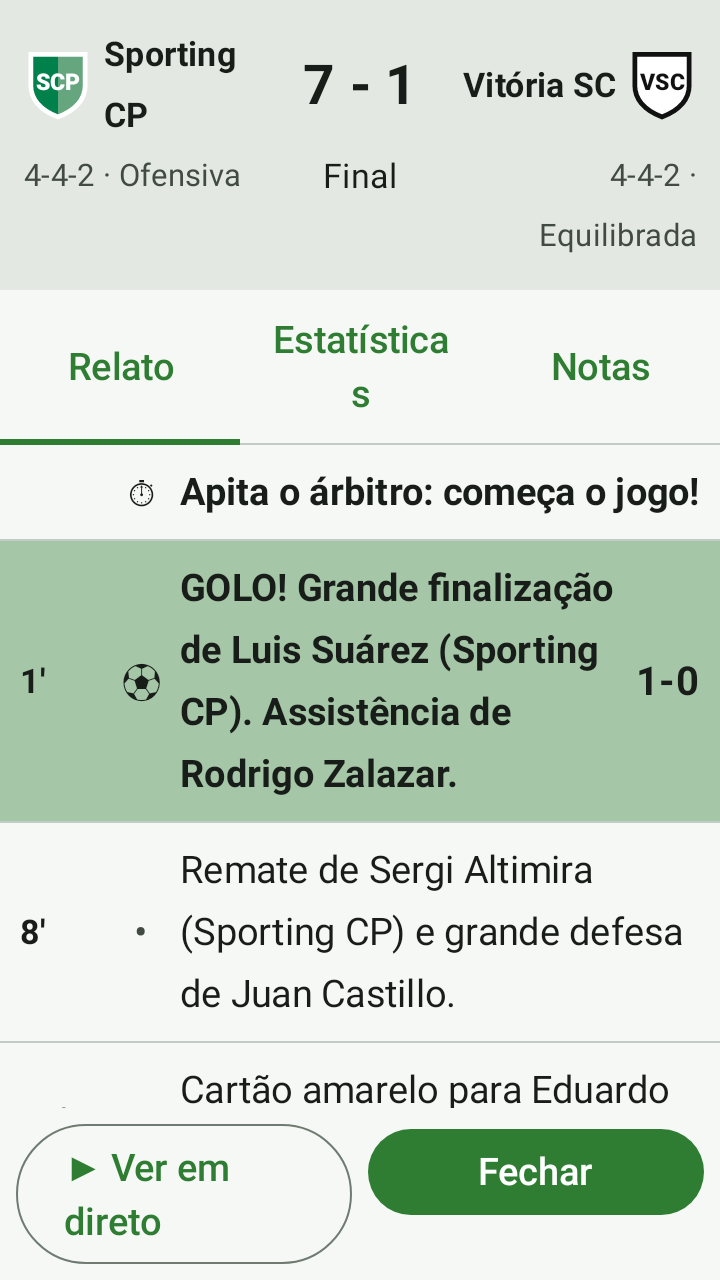 SCP
Sporting
CP
7 - 1
Vitória SC
VSC
4-4-2 · Ofensiva
Final
4-4-2 ·
Equilibrada
Relato
Estatística
s
Notas
Apita o árbitro: começa o jogo!
1'
GOLO! Grande finalização
de Luis Suárez (Sporting
CP). Assistência de
Rodrigo Zalazar.
1-0
8'
Remate de Sergi Altimira
(Sporting CP) e grande defesa
de Juan Castillo.
Cartão amarelo para Eduardo
► Ver em
direto
Fechar